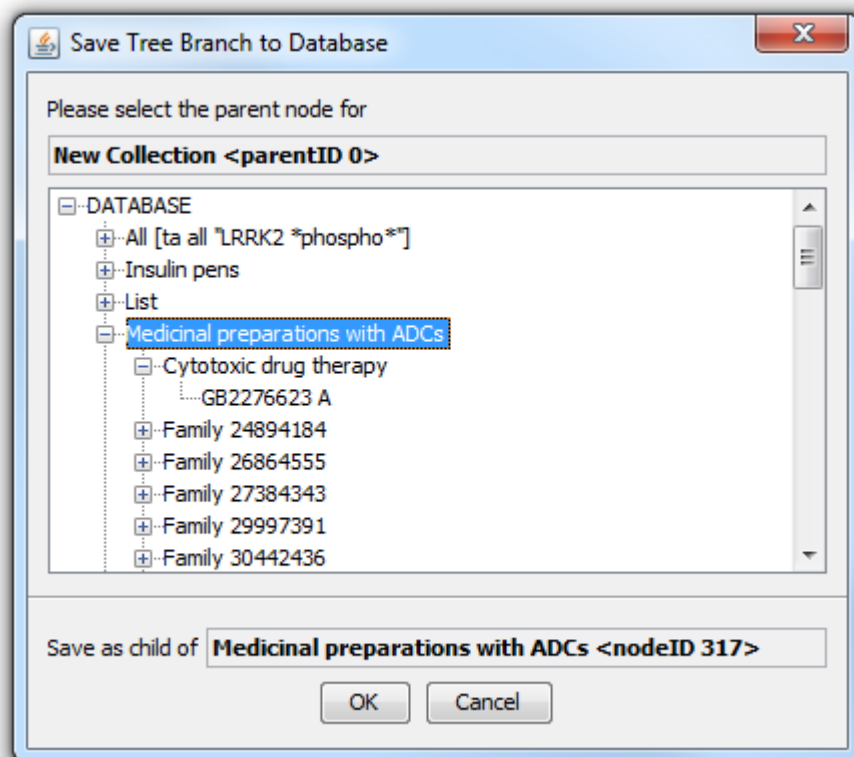 Save Tree Branch to Database
Please select the parent node for
New Collection <parentID 0>
DATABASE
All [ta all "LRRK2 *phospho*"]
Insulin pens
List
Medicinal preparations with ADCs
Cytotoxic drug therapy
GB2276623 A
Family 24894184
Family 26864555
Family 27384343
Family 29997391
Family 30442436
Save as child of Medicinal preparations with ADCs <nodeID 317>
OK Cancel